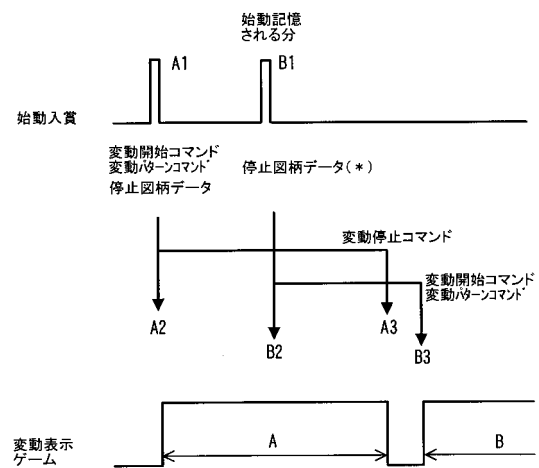 始動記憶
される分
A1
B1
始動入賞
変動開始コマンド
変動パターンコマンド
停止図柄データ
停止図柄データ(*)
変動停止コマンド
変動開始コマンド
変動パターンコマンド
A2
B2
A3
B3
変動表示
ゲーム
A
B